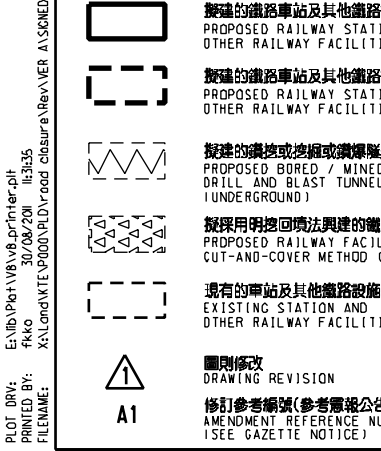 擬建的鐵路車站及其他鐵路
PROPOSED RAILWAY STATI
OTHER RAILWAY FACILITI
擬建的鐵路車站及其他鐵路
PROPOSED RAILWAY STATI
OTHER RAILWAY FACILITI
擬建的鑽挖或挖掘或鑽爆隧
PROPOSED BORED / MINED
DRILL AND BLAST TUNNEL
(UNDERGROUND)
擬採用明挖回填法興建的鐵
PROPOSED RAILWAY FACIL
CUT-AND-COVER METHOD
現有的車站及其他鐵路設施
EXISTING STATION AND
OTHER RAILWAY FACILITI
1
圖則修改
DRAWING REVISION
A1
修訂參考編號(參考憲報公告
AMENDMENT REFERENCE NU
(SEE GAZETTE NOTICE)
PLOT DRV: E:\lib\Plot\V8\v8_printer.plt
PRINTED BY: fkko 30/08/2011 11:31:35
FILENAME: X:\Land\KTE\P000\PLD\road closure\Rev\VER A\SIGNED